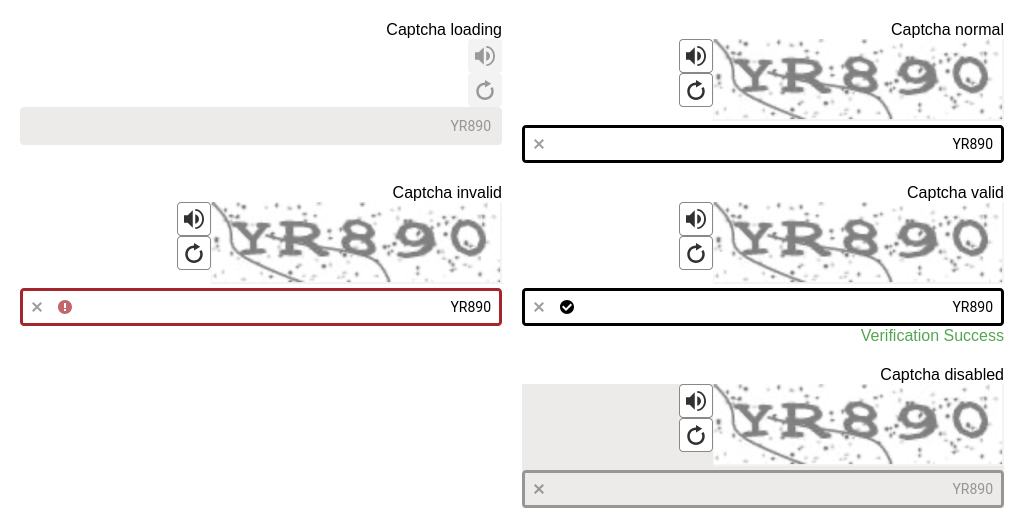 Captcha loading
YR890
Captcha normal
YR890
YR890
Captcha invalid
YR890
YR890
Captcha valid
YR890
YR890
Verification Success
Captcha disabled
YR890
YR890